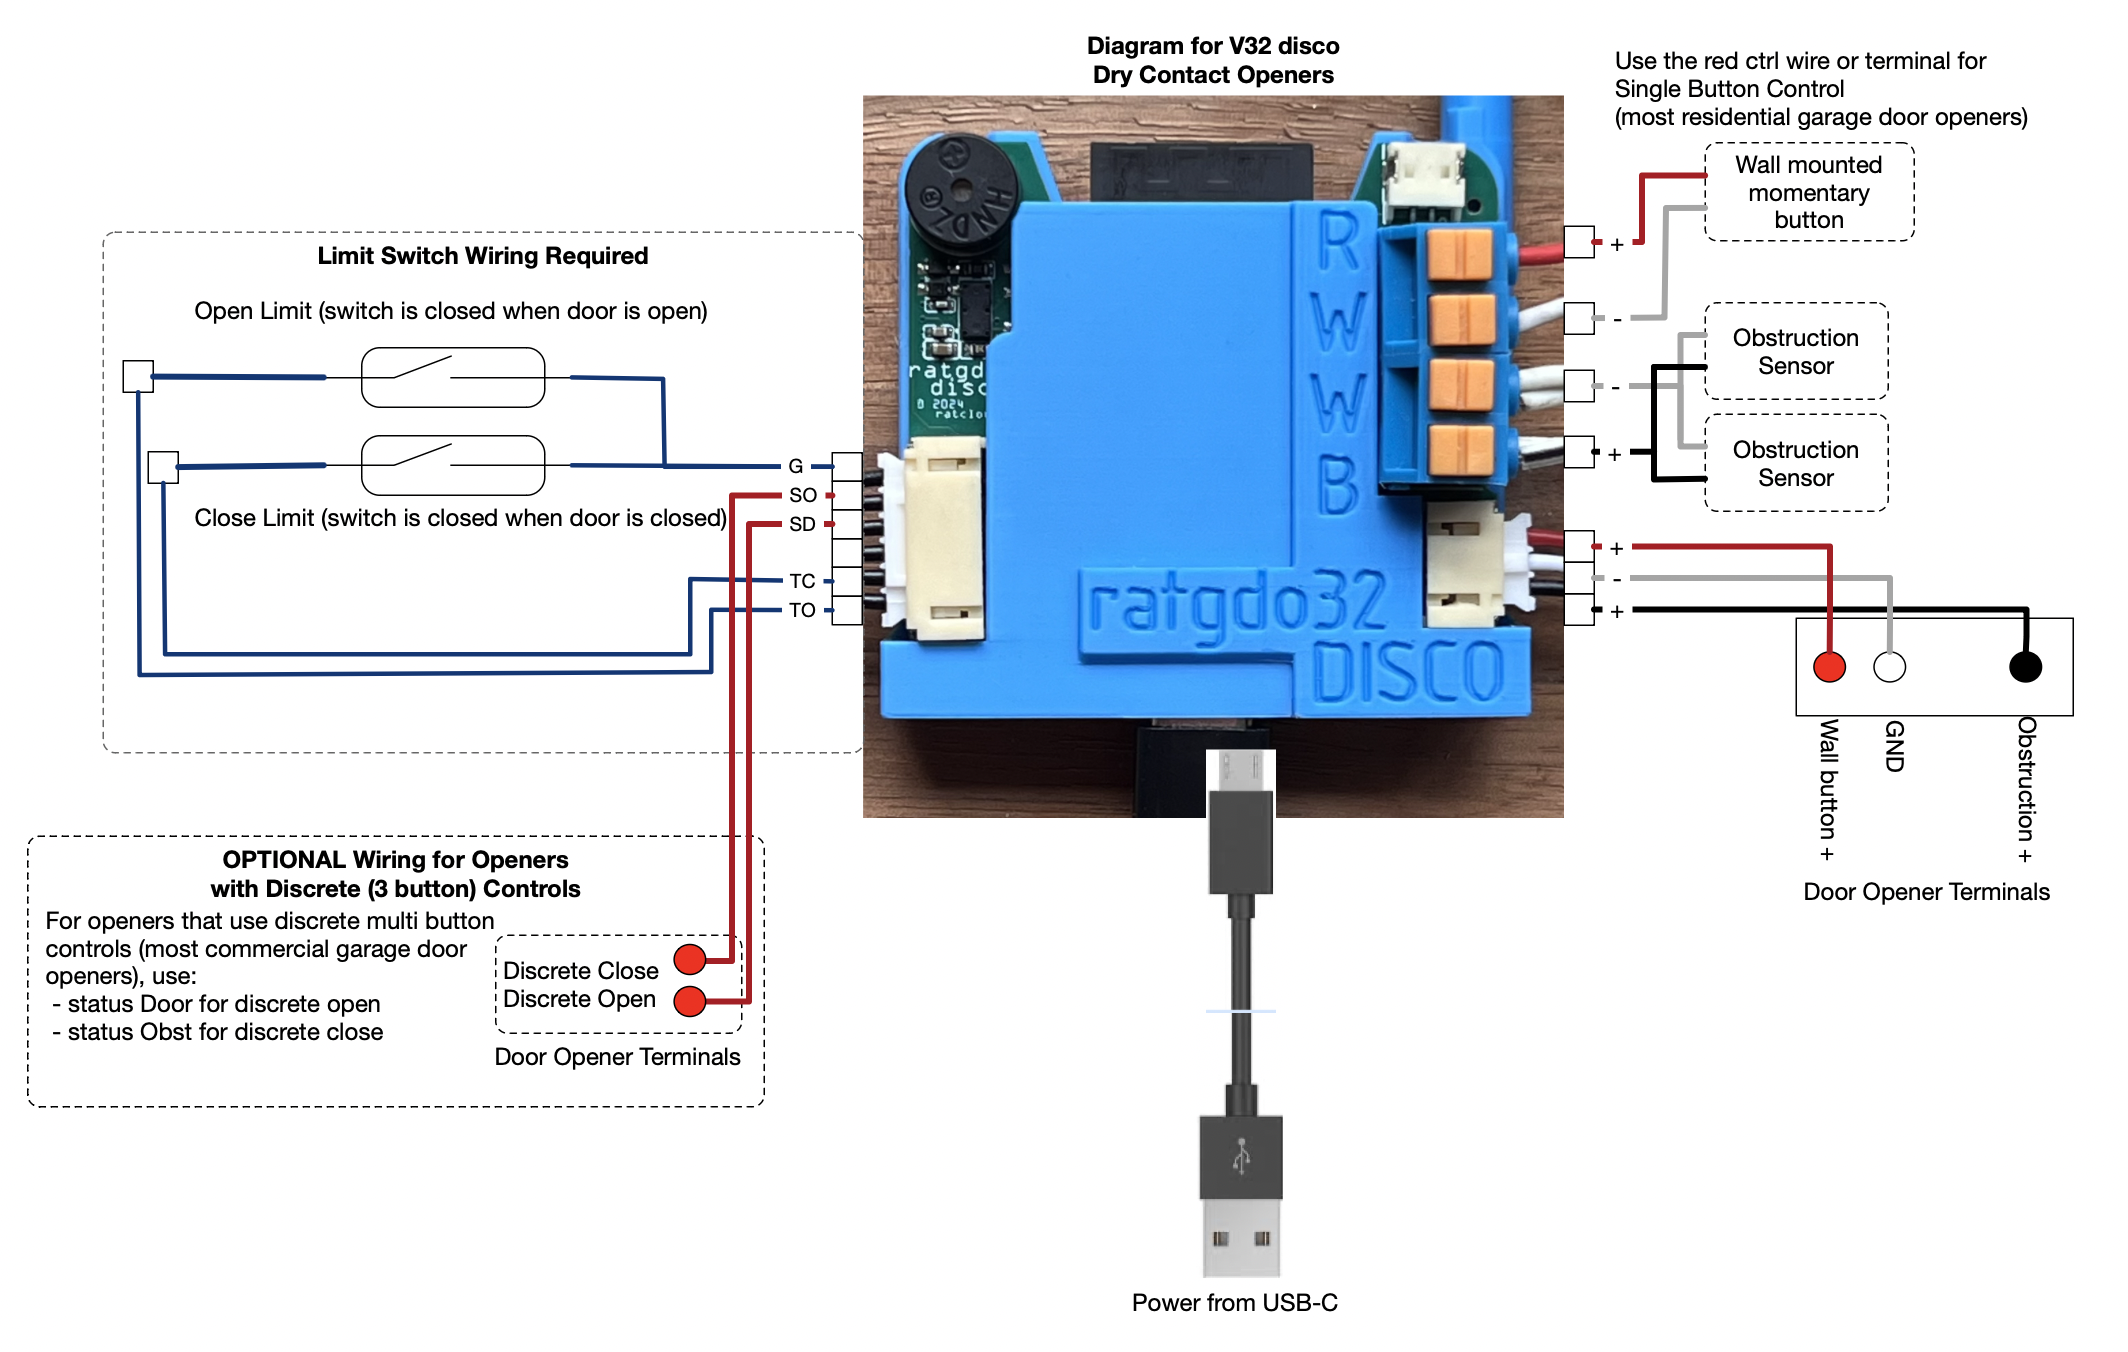 Diagram for V32 disco
Dry Contact Openers
Use the red ctrl wire or terminal for
Single Button Control
(most residential garage door openers)
Wall mounted
momentary
button
+
-
Obstruction
Sensor
-
Obstruction
Sensor
+
+
-
+
Wall button +
GND
Obstruction +
Door Opener Terminals
Limit Switch Wiring Required
Open Limit (switch is closed when door is open)
Close Limit (switch is closed when door is closed)
G
SO
SD
TC
TO
HNDL®
ratgd
disc
© 2024
ratclou
R
W
W
B
ratgdo32
DISCO
OPTIONAL Wiring for Openers
with Discrete (3 button) Controls
For openers that use discrete multi button
controls (most commercial garage door
openers), use:
- status Door for discrete open
- status Obst for discrete close
Discrete Close
Discrete Open
Door Opener Terminals
Power from USB-C